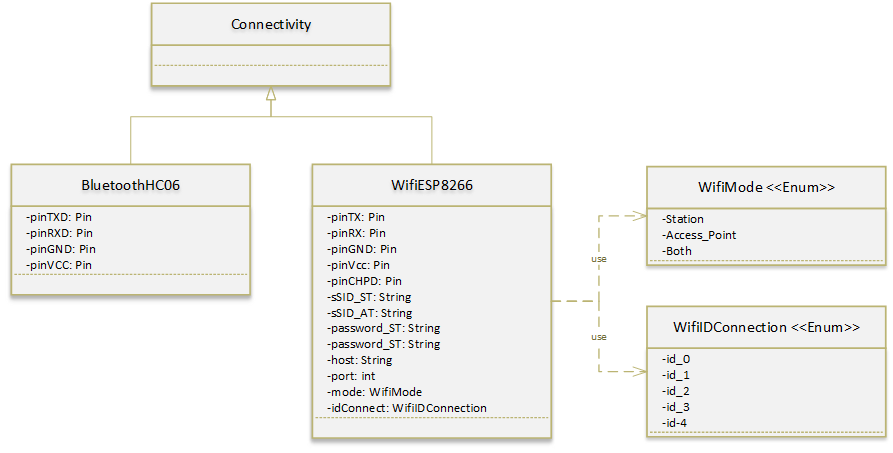 Connectivity
BluetoothHC06
-pinTXD: Pin
-pinRXD: Pin
-pinGND: Pin
-pinVCC: Pin
WifiESP8266
-pinTX: Pin
-pinRX: Pin
-pinGND: Pin
-pinVcc: Pin
-pinCHPD: Pin
-sSID_ST: String
-sSID_AT: String
-password_ST: String
-password_ST: String
-host: String
-port: int
-mode: WifiMode
-idConnect: WifiIDConnection
use
use
WifiMode <<Enum>>
-Station
-Access_Point
-Both
WifiIDConnection <<Enum>>
-id_0
-id_1
-id_2
-id_3
-id-4